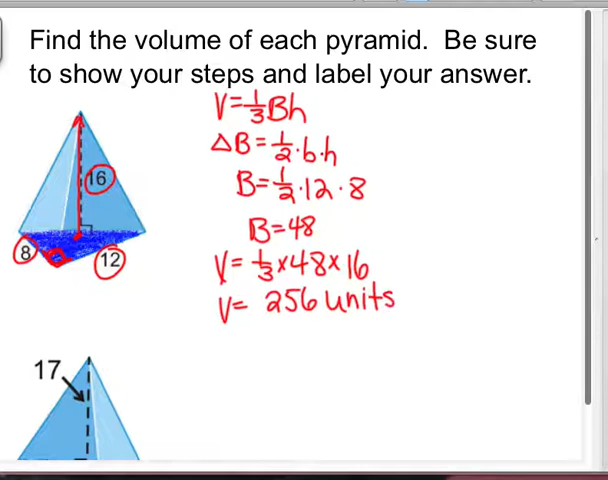 Find the volume of each pyramid. Be sure
to show your steps and label your answer.
V=⅓Bh
△B=½·b·h
B=½·12·8
B=48
V=⅓×48×16
V= 256 units
16
8
12
17